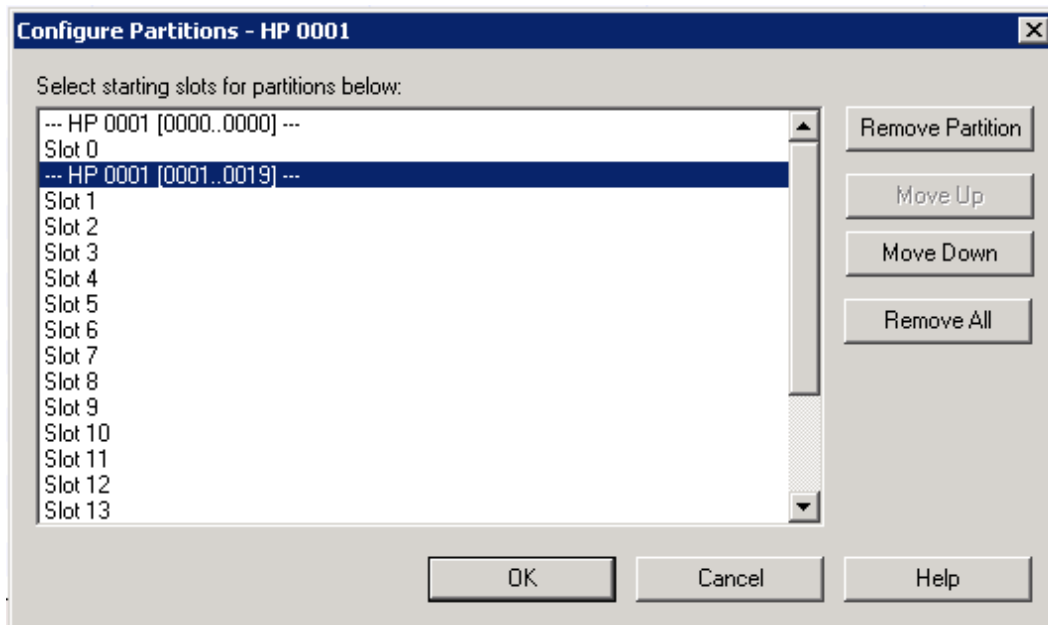 Configure Partitions - HP 0001
Select starting slots for partitions below:
--- HP 0001 [0000..0000] ---
Slot 0
--- HP 0001 [0001..0019] ---
Slot 1
Slot 2
Slot 3
Slot 4
Slot 5
Slot 6
Slot 7
Slot 8
Slot 9
Slot 10
Slot 11
Slot 12
Slot 13
Remove Partition
Move Up
Move Down
Remove All
OK
Cancel
Help